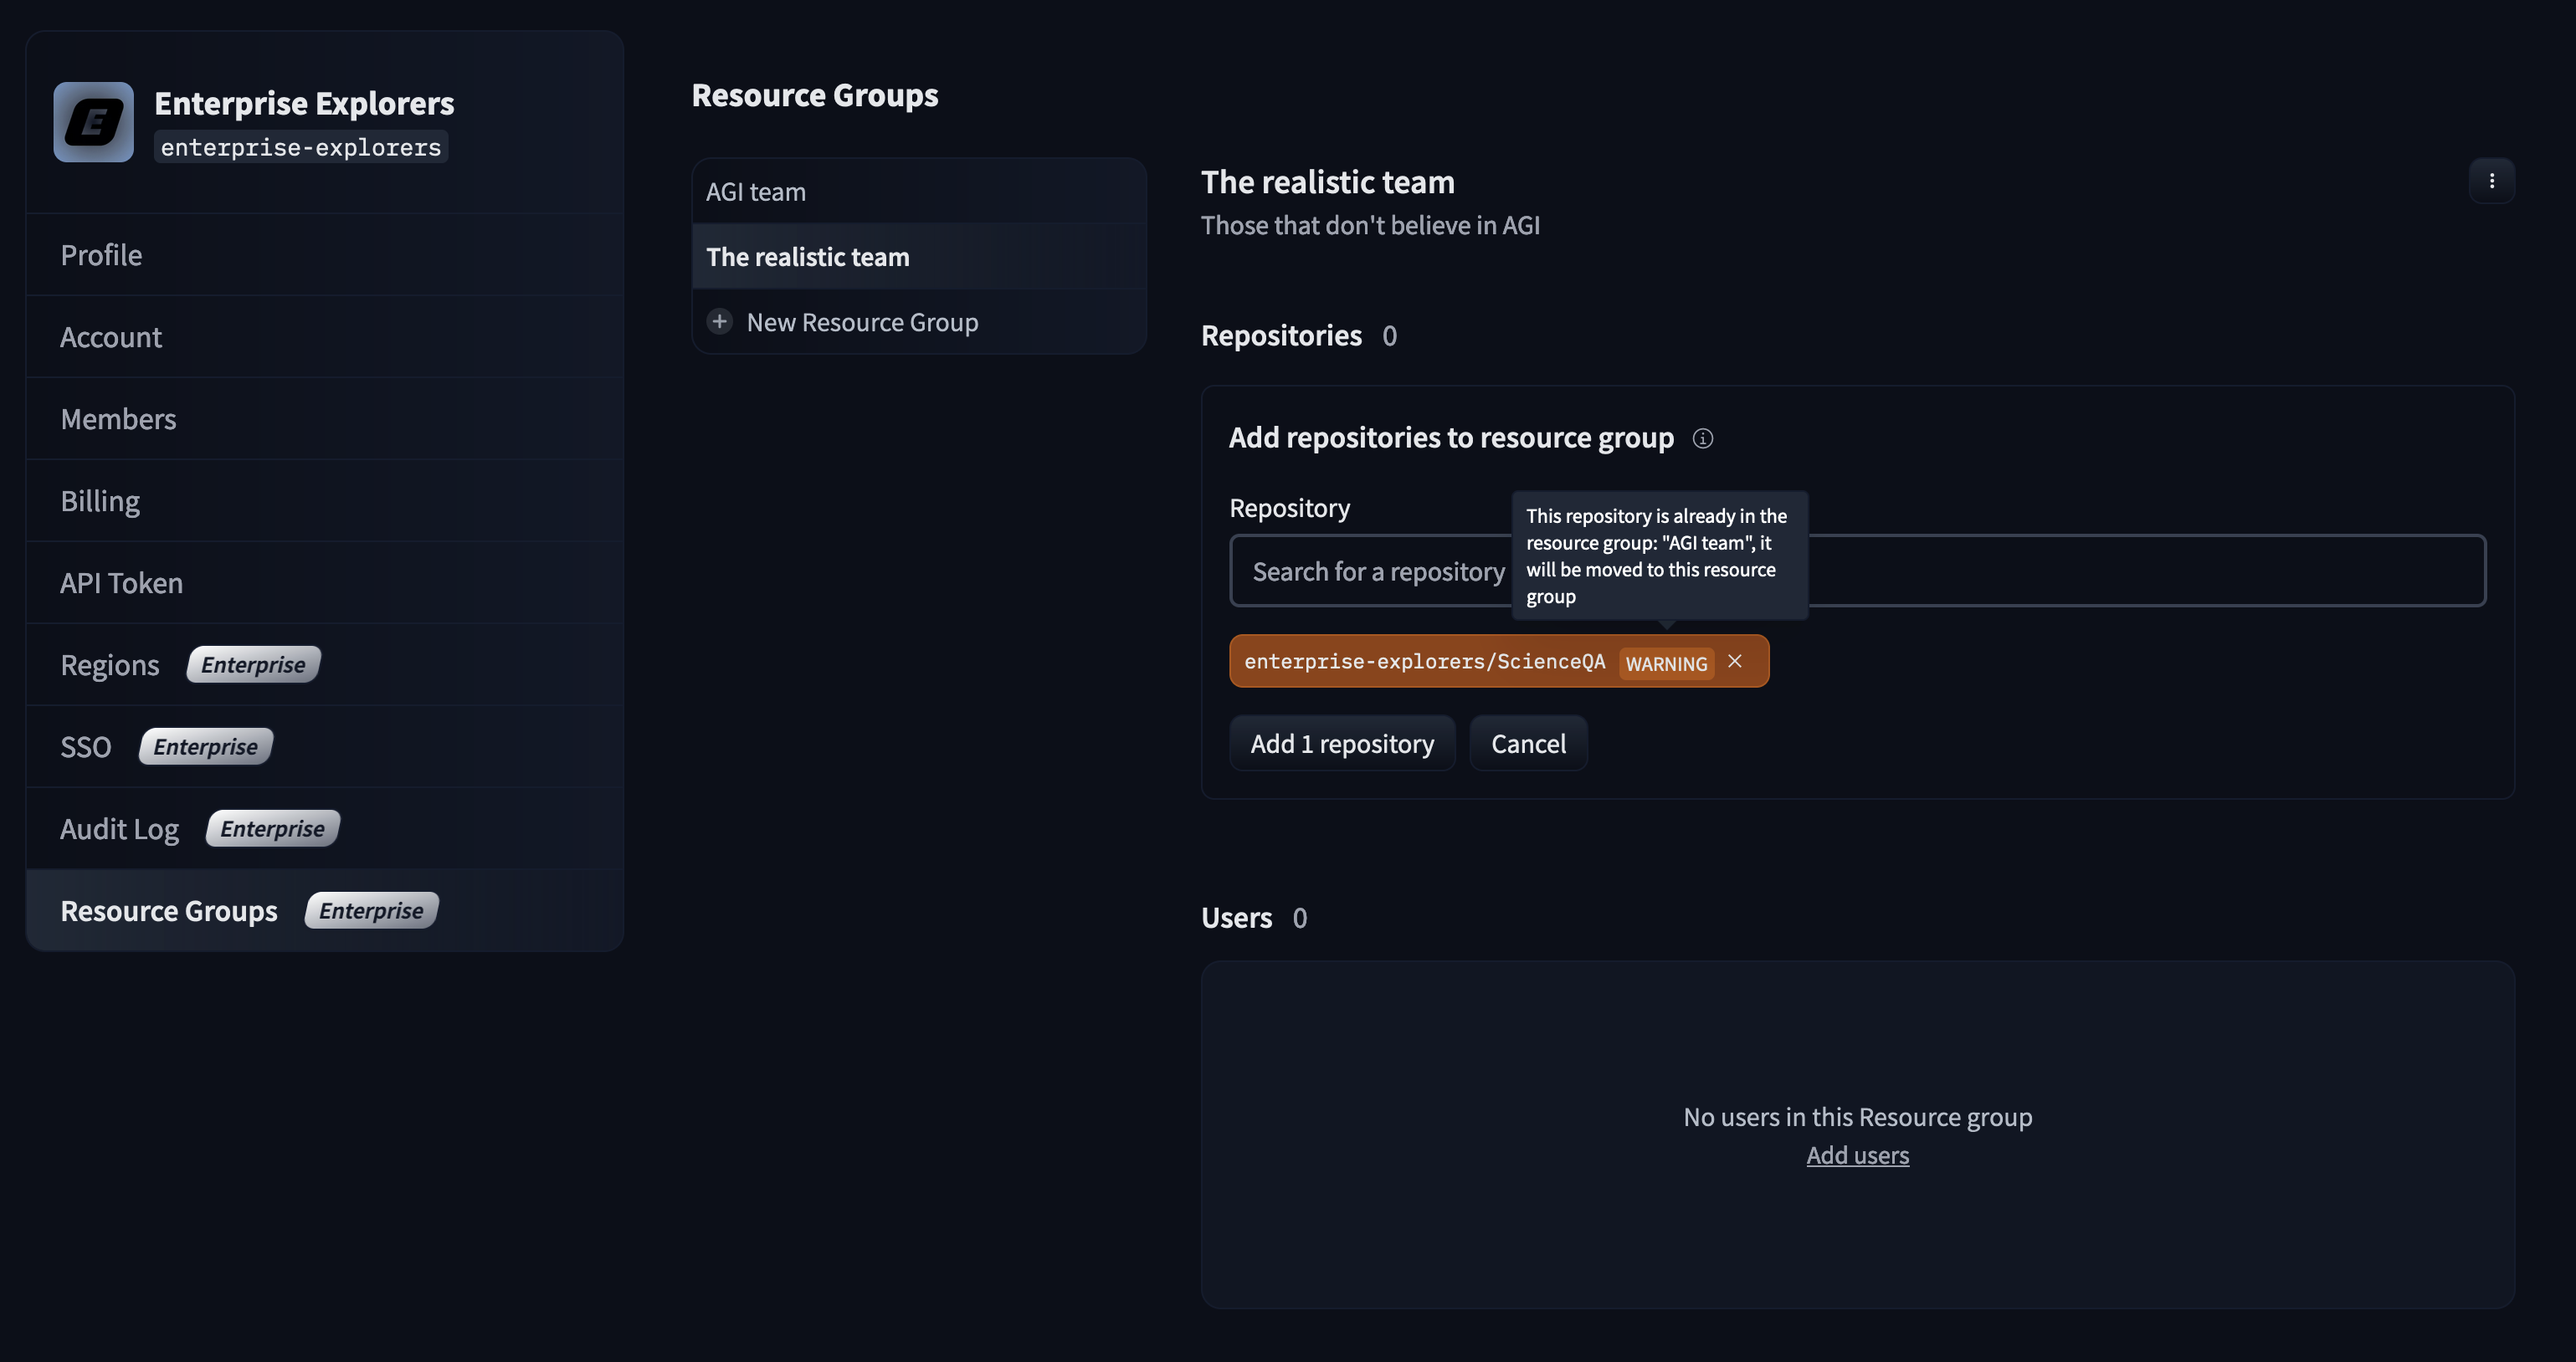 Enterprise Explorers
enterprise-explorers
Profile
Account
Members
Billing
API Token
Regions Enterprise
SSO Enterprise
Audit Log Enterprise
Resource Groups Enterprise
Resource Groups
AGI team
The realistic team
New Resource Group
The realistic team
Those that don't believe in AGI
Repositories 0
Add repositories to resource group
Repository
Search for a repository
This repository is already in the
resource group: "AGI team", it
will be moved to this resource
group
enterprise-explorers/ScienceQA WARNING
Add 1 repository Cancel
Users 0
No users in this Resource group
Add users